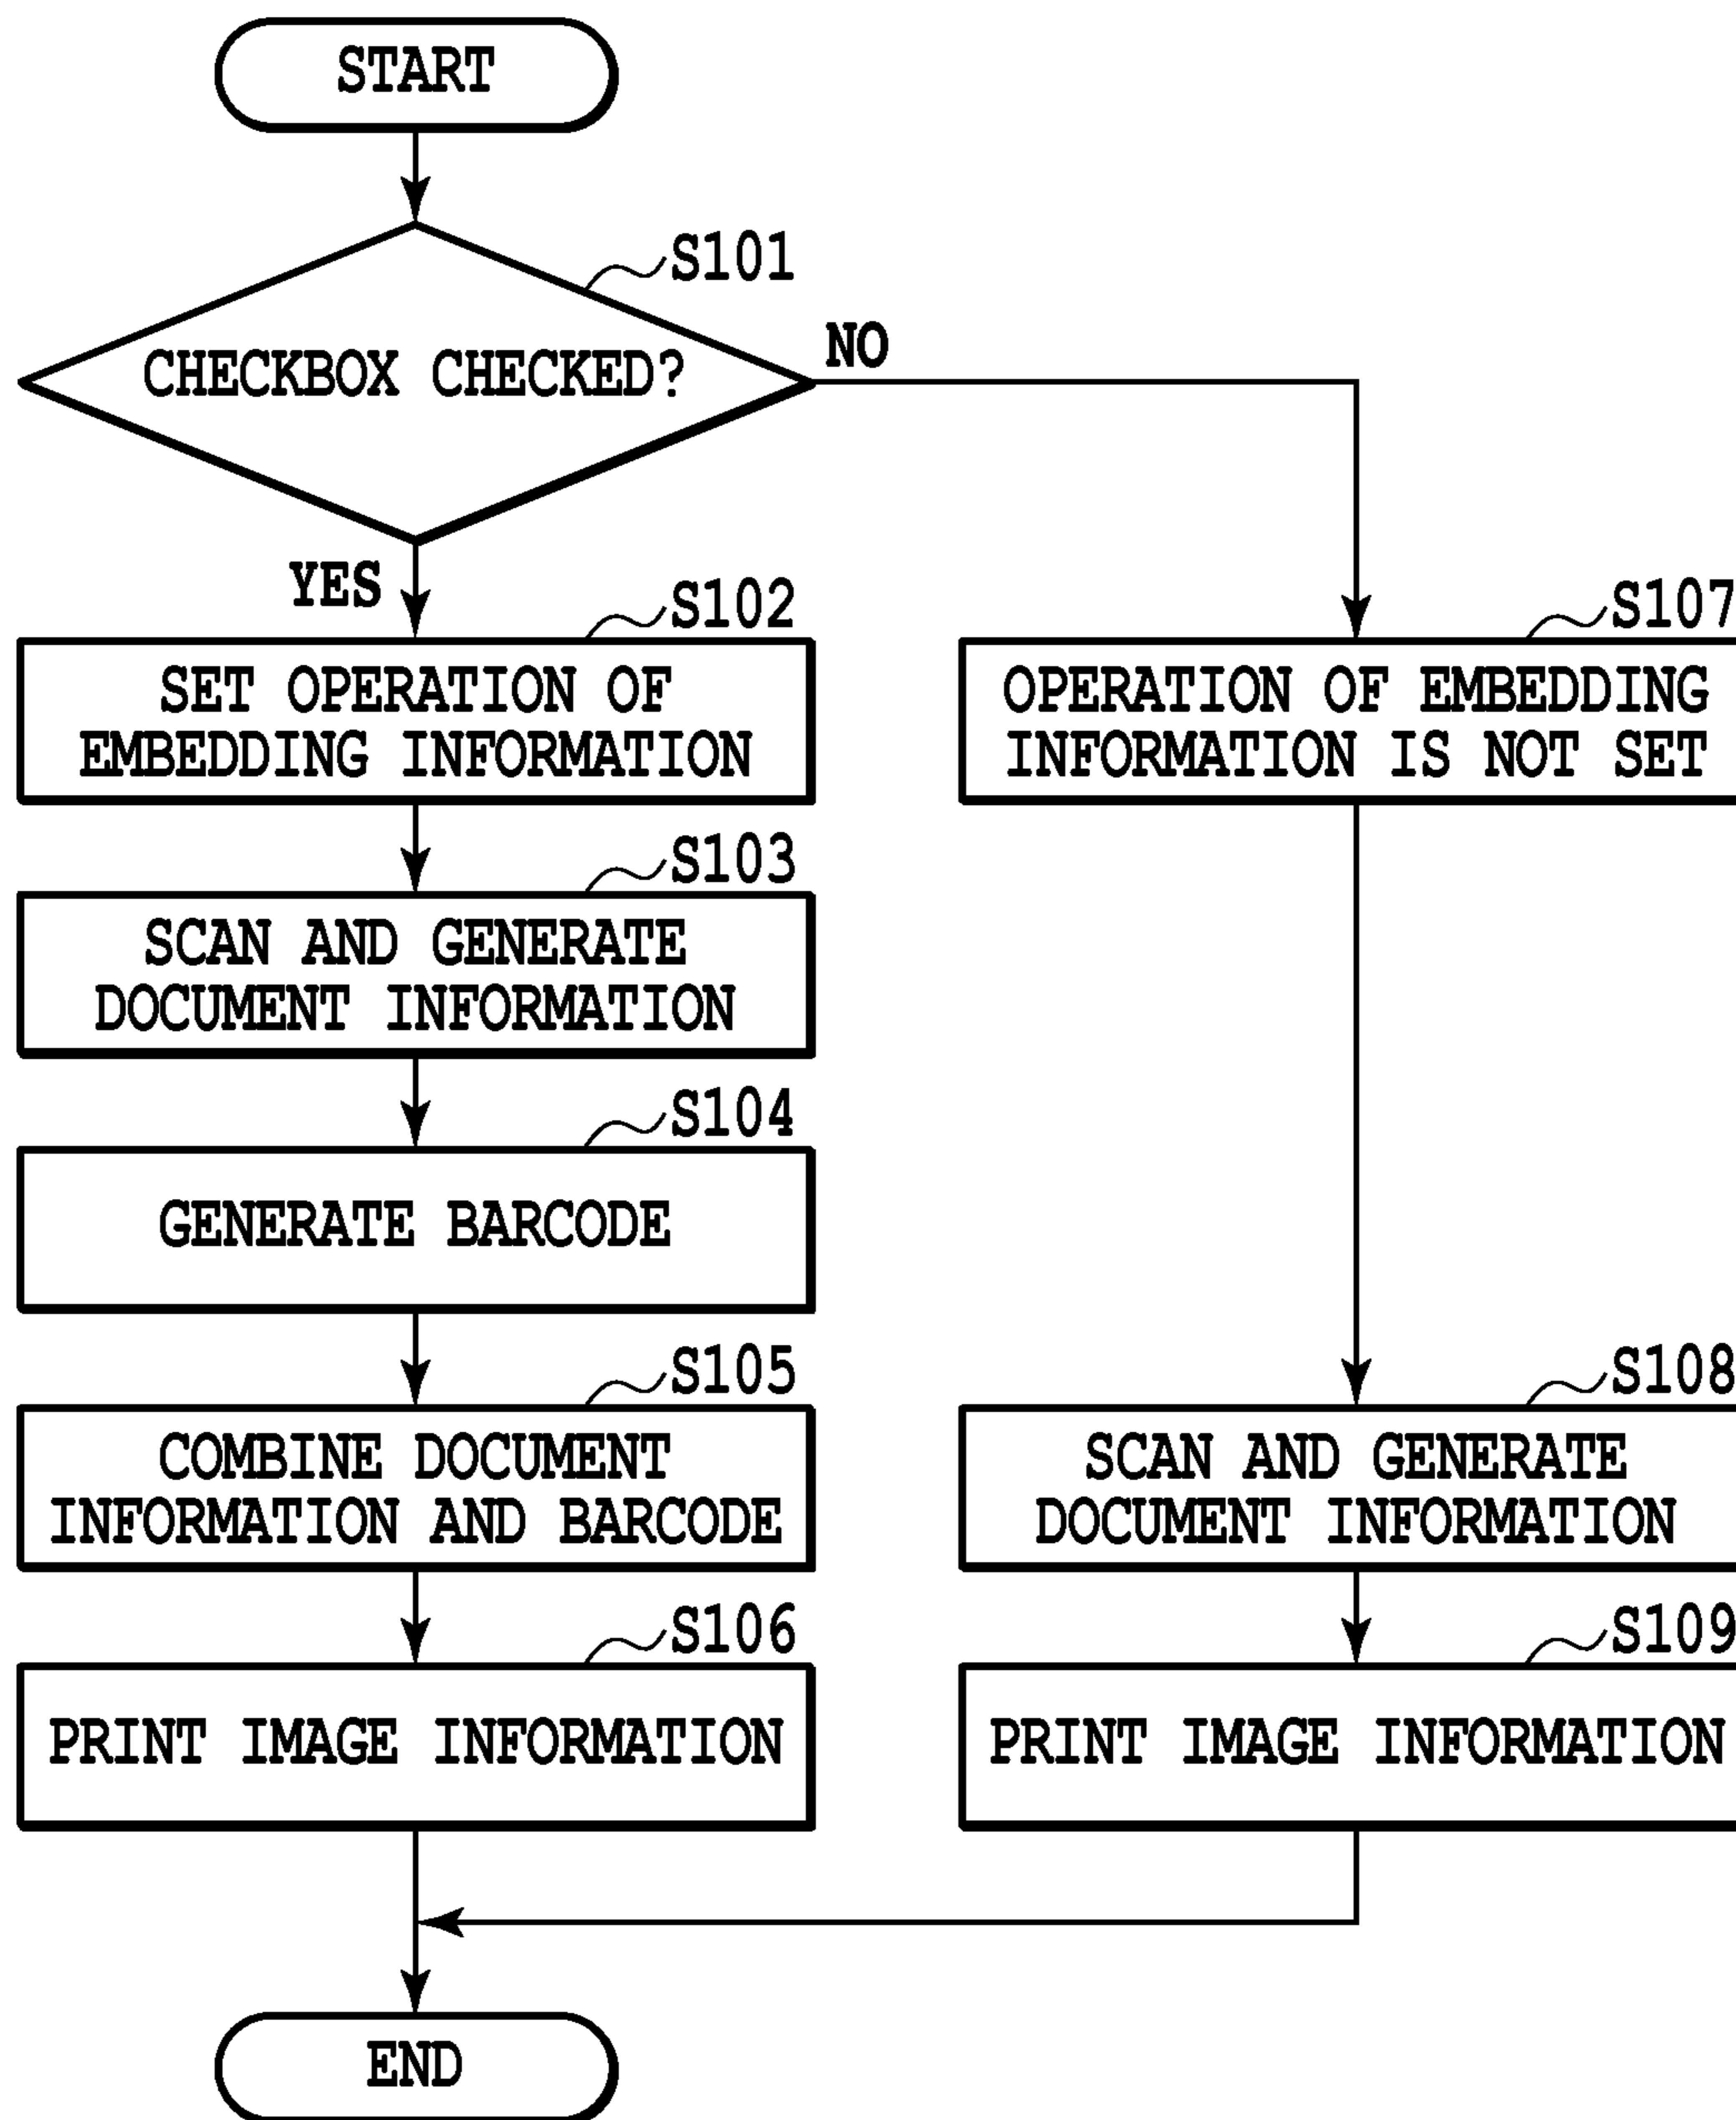 START
S101
CHECKBOX CHECKED?
NO
YES
S102
SET OPERATION OF
EMBEDDING INFORMATION
S107
OPERATION OF EMBEDDING
INFORMATION IS NOT SET
S103
SCAN AND GENERATE
DOCUMENT INFORMATION
S104
GENERATE BARCODE
S105
COMBINE DOCUMENT
INFORMATION AND BARCODE
S108
SCAN AND GENERATE
DOCUMENT INFORMATION
S106
PRINT IMAGE INFORMATION
S109
PRINT IMAGE INFORMATION
END